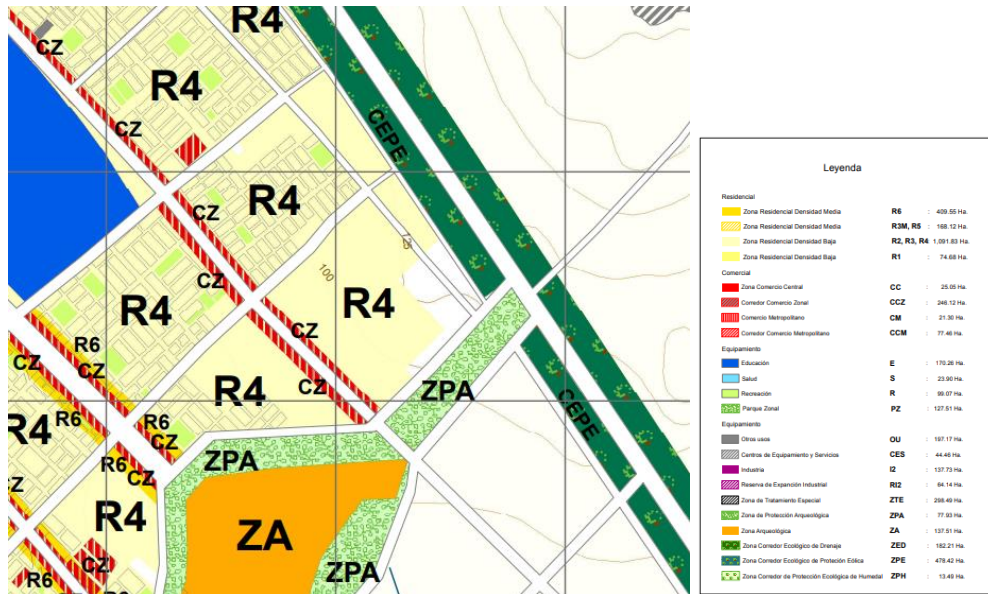 R4
CZ
R4
CZ
CEPE
R4
CZ
CZ
100
R4
R4
CZ
R6
CZ
CZ
R4
CZ
ZPA
CEPE
R4
R6
R6
CZ
ZPA
R6
CZ
CZ
R4
ZA
CZ
R6
ZPA
Leyenda
Residencial
Zona Residencial Densidad Media R6 : 409.55 Ha.
Zona Residencial Densidad Media R3M, R5 : 168.12 Ha.
Zona Residencial Densidad Baja R2, R3, R4 1,091.83 Ha.
Zona Residencial Densidad Baja R1 : 74.68 Ha.
Comercial
Zona Comercio Central CC : 25.05 Ha.
Corredor Comercio Zonal CCZ : 246.12 Ha.
Comercio Metropolitano CM : 21.30 Ha.
Corredor Comercio Metropolitano CCM : 77.46 Ha.
Equipamiento
Educación E : 170.26 Ha.
Salud S : 23.90 Ha.
Recreación R : 99.07 Ha.
Parque Zonal PZ : 127.51 Ha.
Equipamiento
Otros usos OU : 197.17 Ha.
Centros de Equipamiento y Servicios CES : 44.46 Ha.
Industria I2 : 137.73 Ha.
Reserva de Expanción Industrial RI2 : 64.14 Ha.
Zona de Tratamiento Especial ZTE : 298.49 Ha.
Zona de Protección Arqueológica ZPA : 77.93 Ha.
Zona Arqueológica ZA : 137.51 Ha.
Zona Corredor Ecológico de Drenaje ZED : 182.21 Ha.
Zona Corredor Ecológico de Proteción Eólica ZPE : 478.42 Ha.
Zona Corredor de Protección Ecológica de Humedal ZPH : 13.49 Ha.